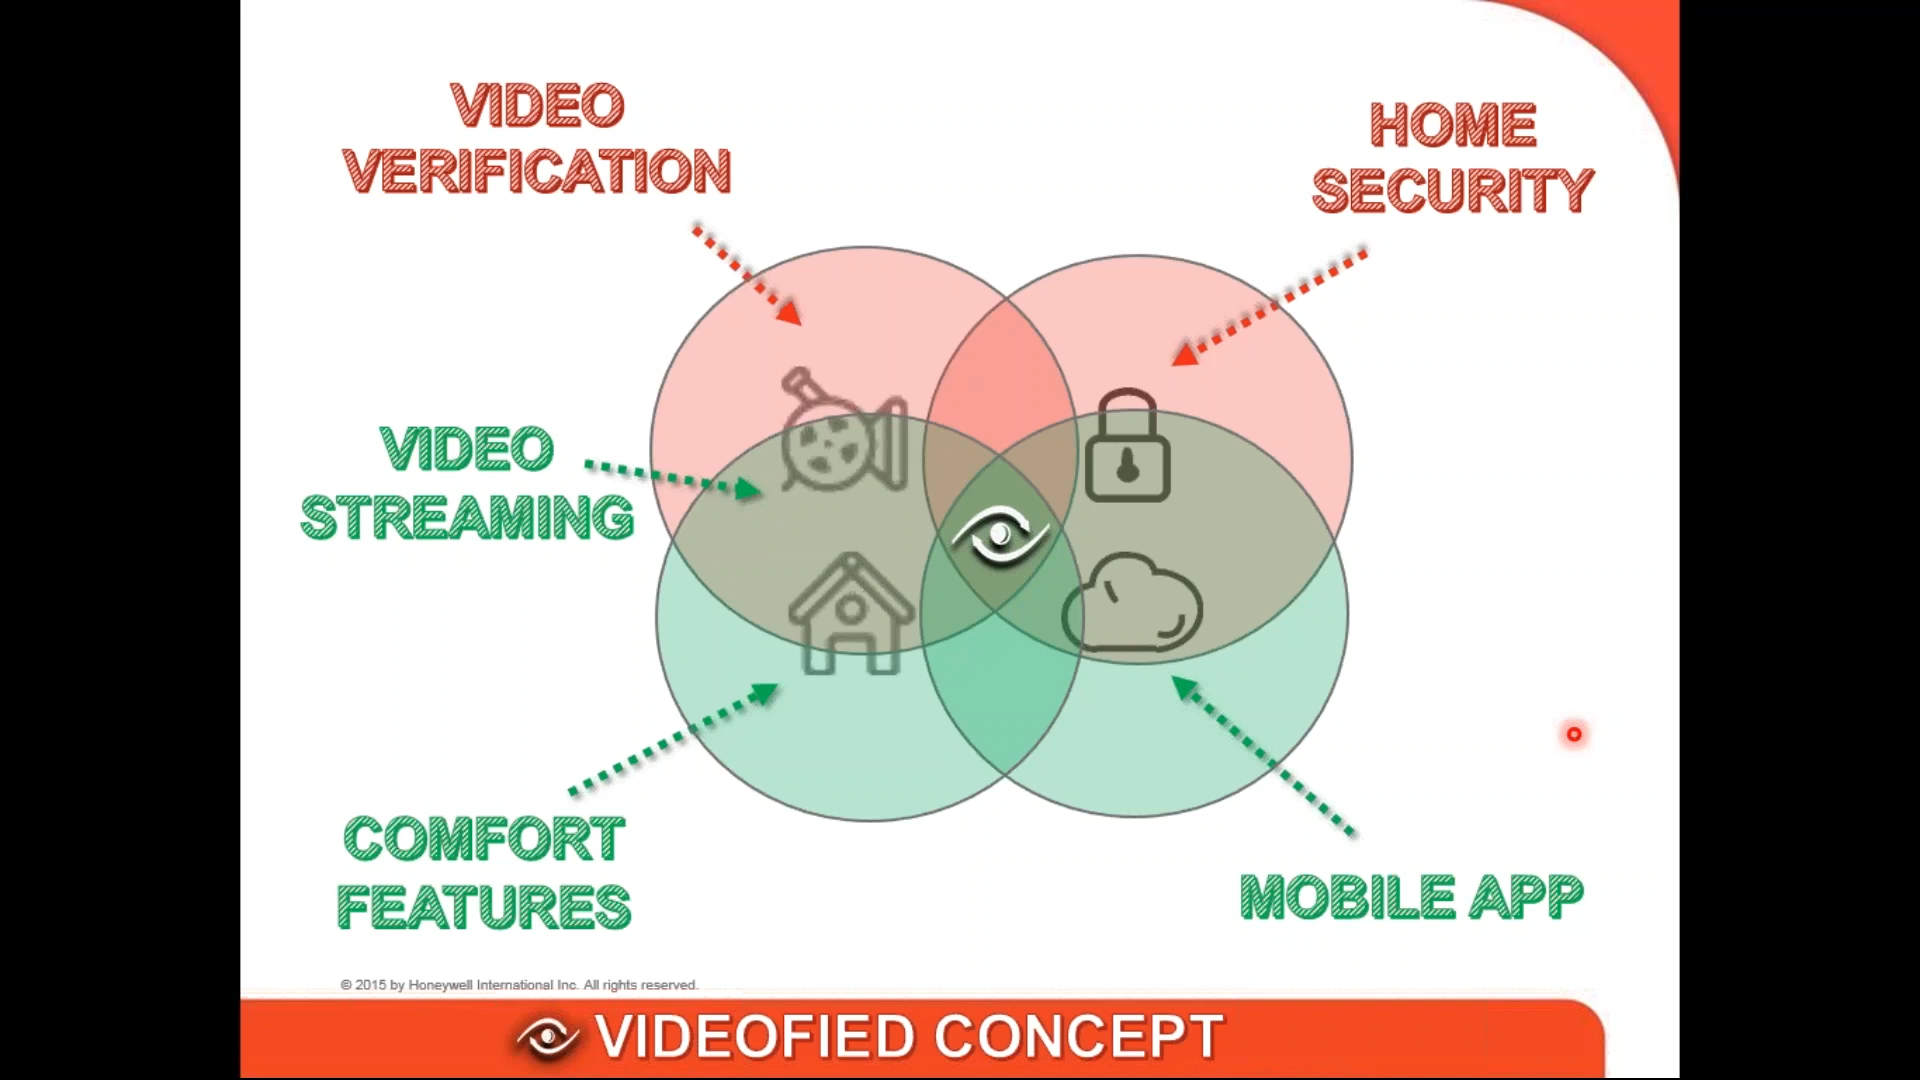 VIDEO
VERIFICATION
HOME
SECURITY
VIDEO
STREAMING
COMFORT
FEATURES
MOBILE APP
© 2015 by Honeywell International Inc. All rights reserved.
VIDEOFIED CONCEPT